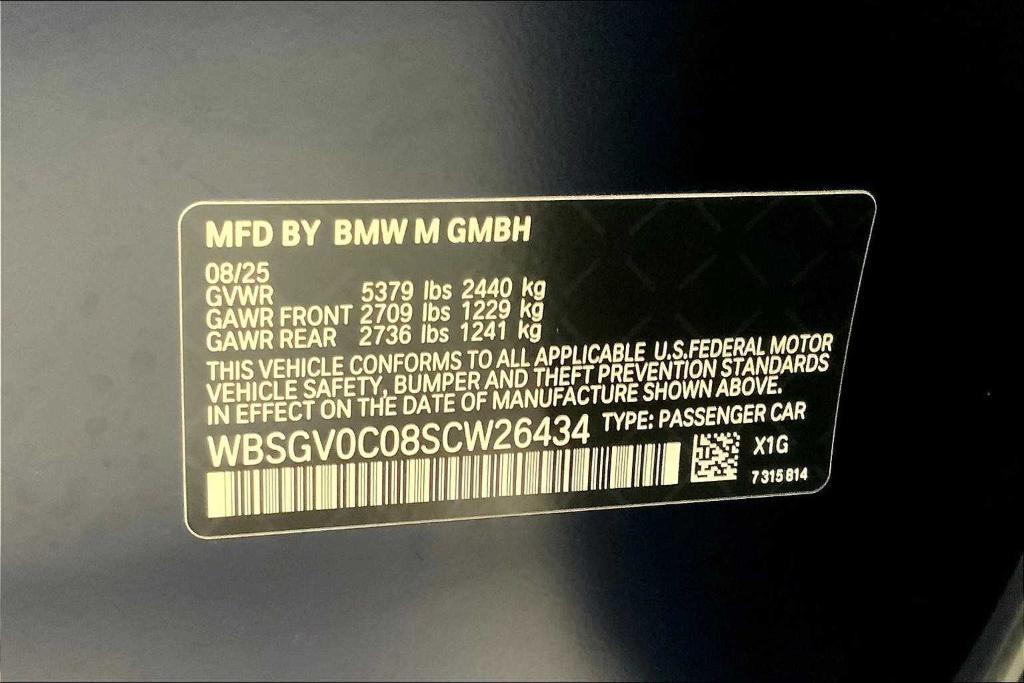 MFD BY BMW M GMBH
08/25
GVWR 5379 lbs 2440 kg
GAWR FRONT 2709 lbs 1229 kg
GAWR REAR 2736 lbs 1241 kg
THIS VEHICLE CONFORMS TO ALL APPLICABLE U.S.FEDERAL MOTOR
VEHICLE SAFETY, BUMPER AND THEFT PREVENTION STANDARDS
IN EFFECT ON THE DATE OF MANUFACTURE SHOWN ABOVE.
WBSGV0C08SCW26434 TYPE: PASSENGER CAR
X1G
7 315 814